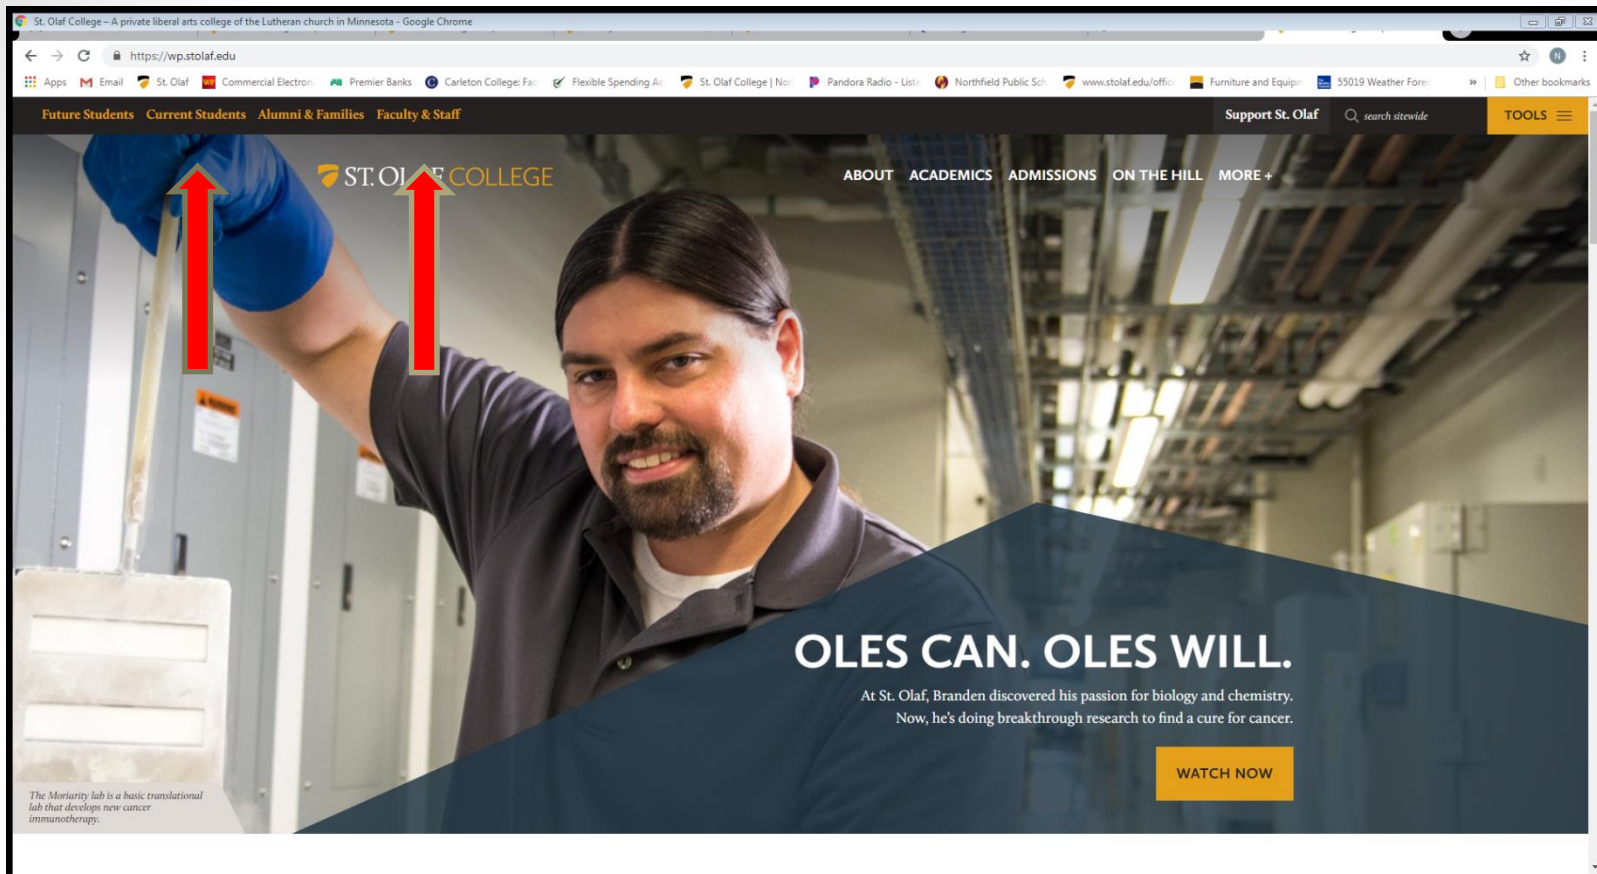 St. Olaf College – A private liberal arts college of the Lutheran church in Minnesota - Google Chrome
https://wp.stolaf.edu
N
Apps Email St. Olaf Commercial Electron Premier Banks Carleton College: Fac Flexible Spending Ac St. Olaf College | Nor Pandora Radio - Liste Northfield Public Sch www.stolaf.edu/offic Furniture and Equip 55019 Weather Fore » Other bookmarks
Future Students Current Students Alumni & Families Faculty & Staff Support St. Olaf search sitewide TOOLS
ST. OLAF COLLEGE ABOUT ACADEMICS ADMISSIONS ON THE HILL MORE +
OLES CAN. OLES WILL.
At St. Olaf, Branden discovered his passion for biology and chemistry.
Now, he's doing breakthrough research to find a cure for cancer.
WATCH NOW
The Moriarity lab is a basic translational
lab that develops new cancer
immunotherapy.